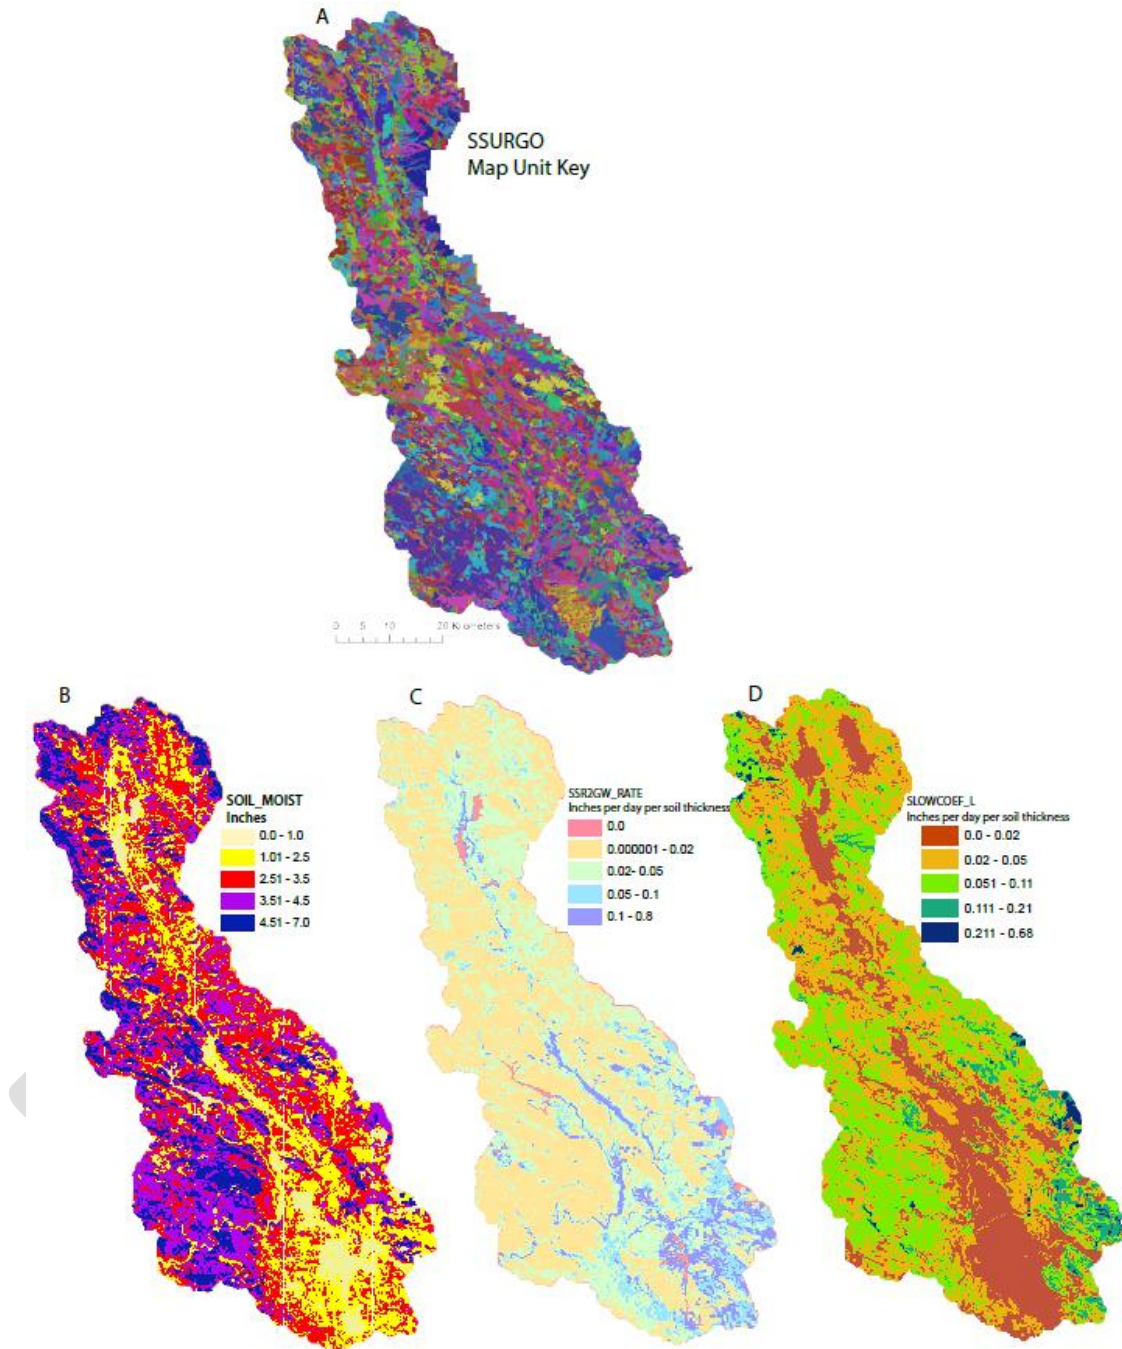 A
SSURGO
Map Unit Key
0 5 10 20 Kilometers
B
SOIL_MOIST
Inches
0.0 - 1.0
1.01 - 2.5
2.51 - 3.5
3.51 - 4.5
4.51 - 7.0
C
SSR2GW_RATE
Inches per day per soil thickness
0.0
0.000001 - 0.02
0.02- 0.05
0.05 - 0.1
0.1 - 0.8
D
SLOWCOEF_L
Inches per day per soil thickness
0.0 - 0.02
0.02 - 0.05
0.051 - 0.11
0.111 - 0.21
0.211 - 0.68